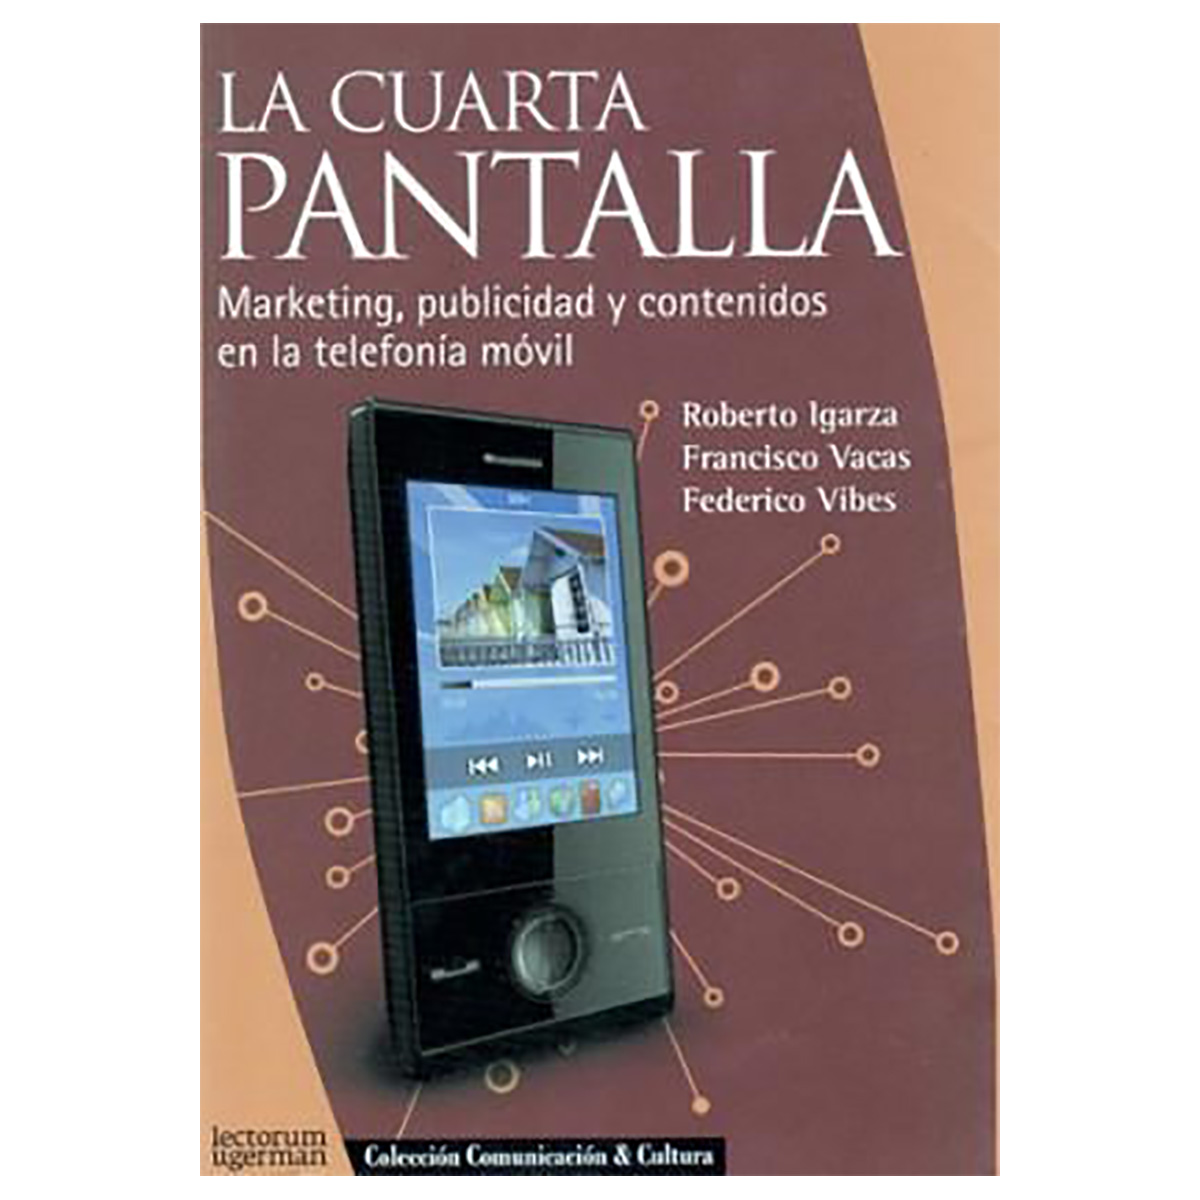 LA CUARTA
PANTALLA
Marketing, publicidad y contenidos
en la telefonía móvil
Roberto Igarza
Francisco Vacas
Federico Vibes
lectorum
ugerman
Colección Comunicación & Cultura